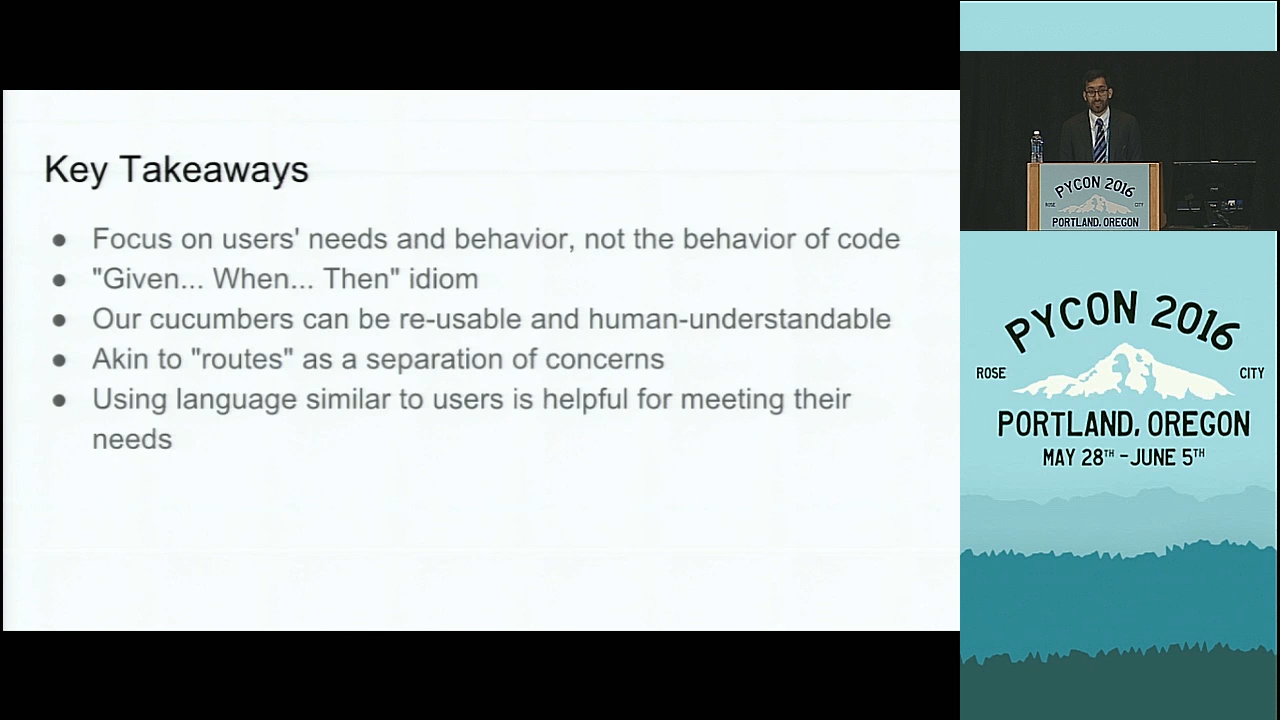 Key Takeaways
● Focus on users' needs and behavior, not the behavior of code
● "Given... When... Then" idiom
● Our cucumbers can be re-usable and human-understandable
● Akin to "routes" as a separation of concerns
● Using language similar to users is helpful for meeting their
needs
PYCON 2016
ROSE CITY
PORTLAND, OREGON
PYCON 2016
ROSE CITY
PORTLAND, OREGON
MAY 28TH - JUNE 5TH